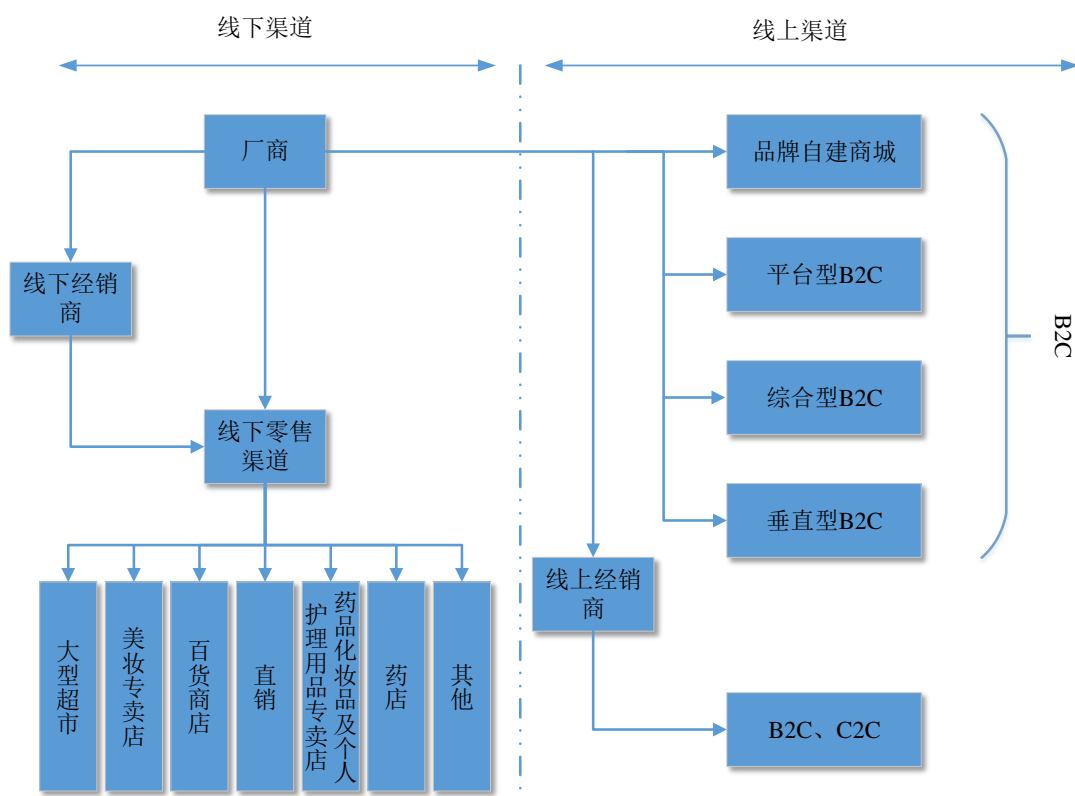 线下渠道
线上渠道
厂商
品牌自建商城
线下经销
商
平台型B2C
B2C
综合型B2C
线下零售
渠道
垂直型B2C
线上经销
商
大型超市
美妆专卖店
百货商店
直销
药品化妆品及个人
护理用品专卖店
药店
其他
B2C、C2C